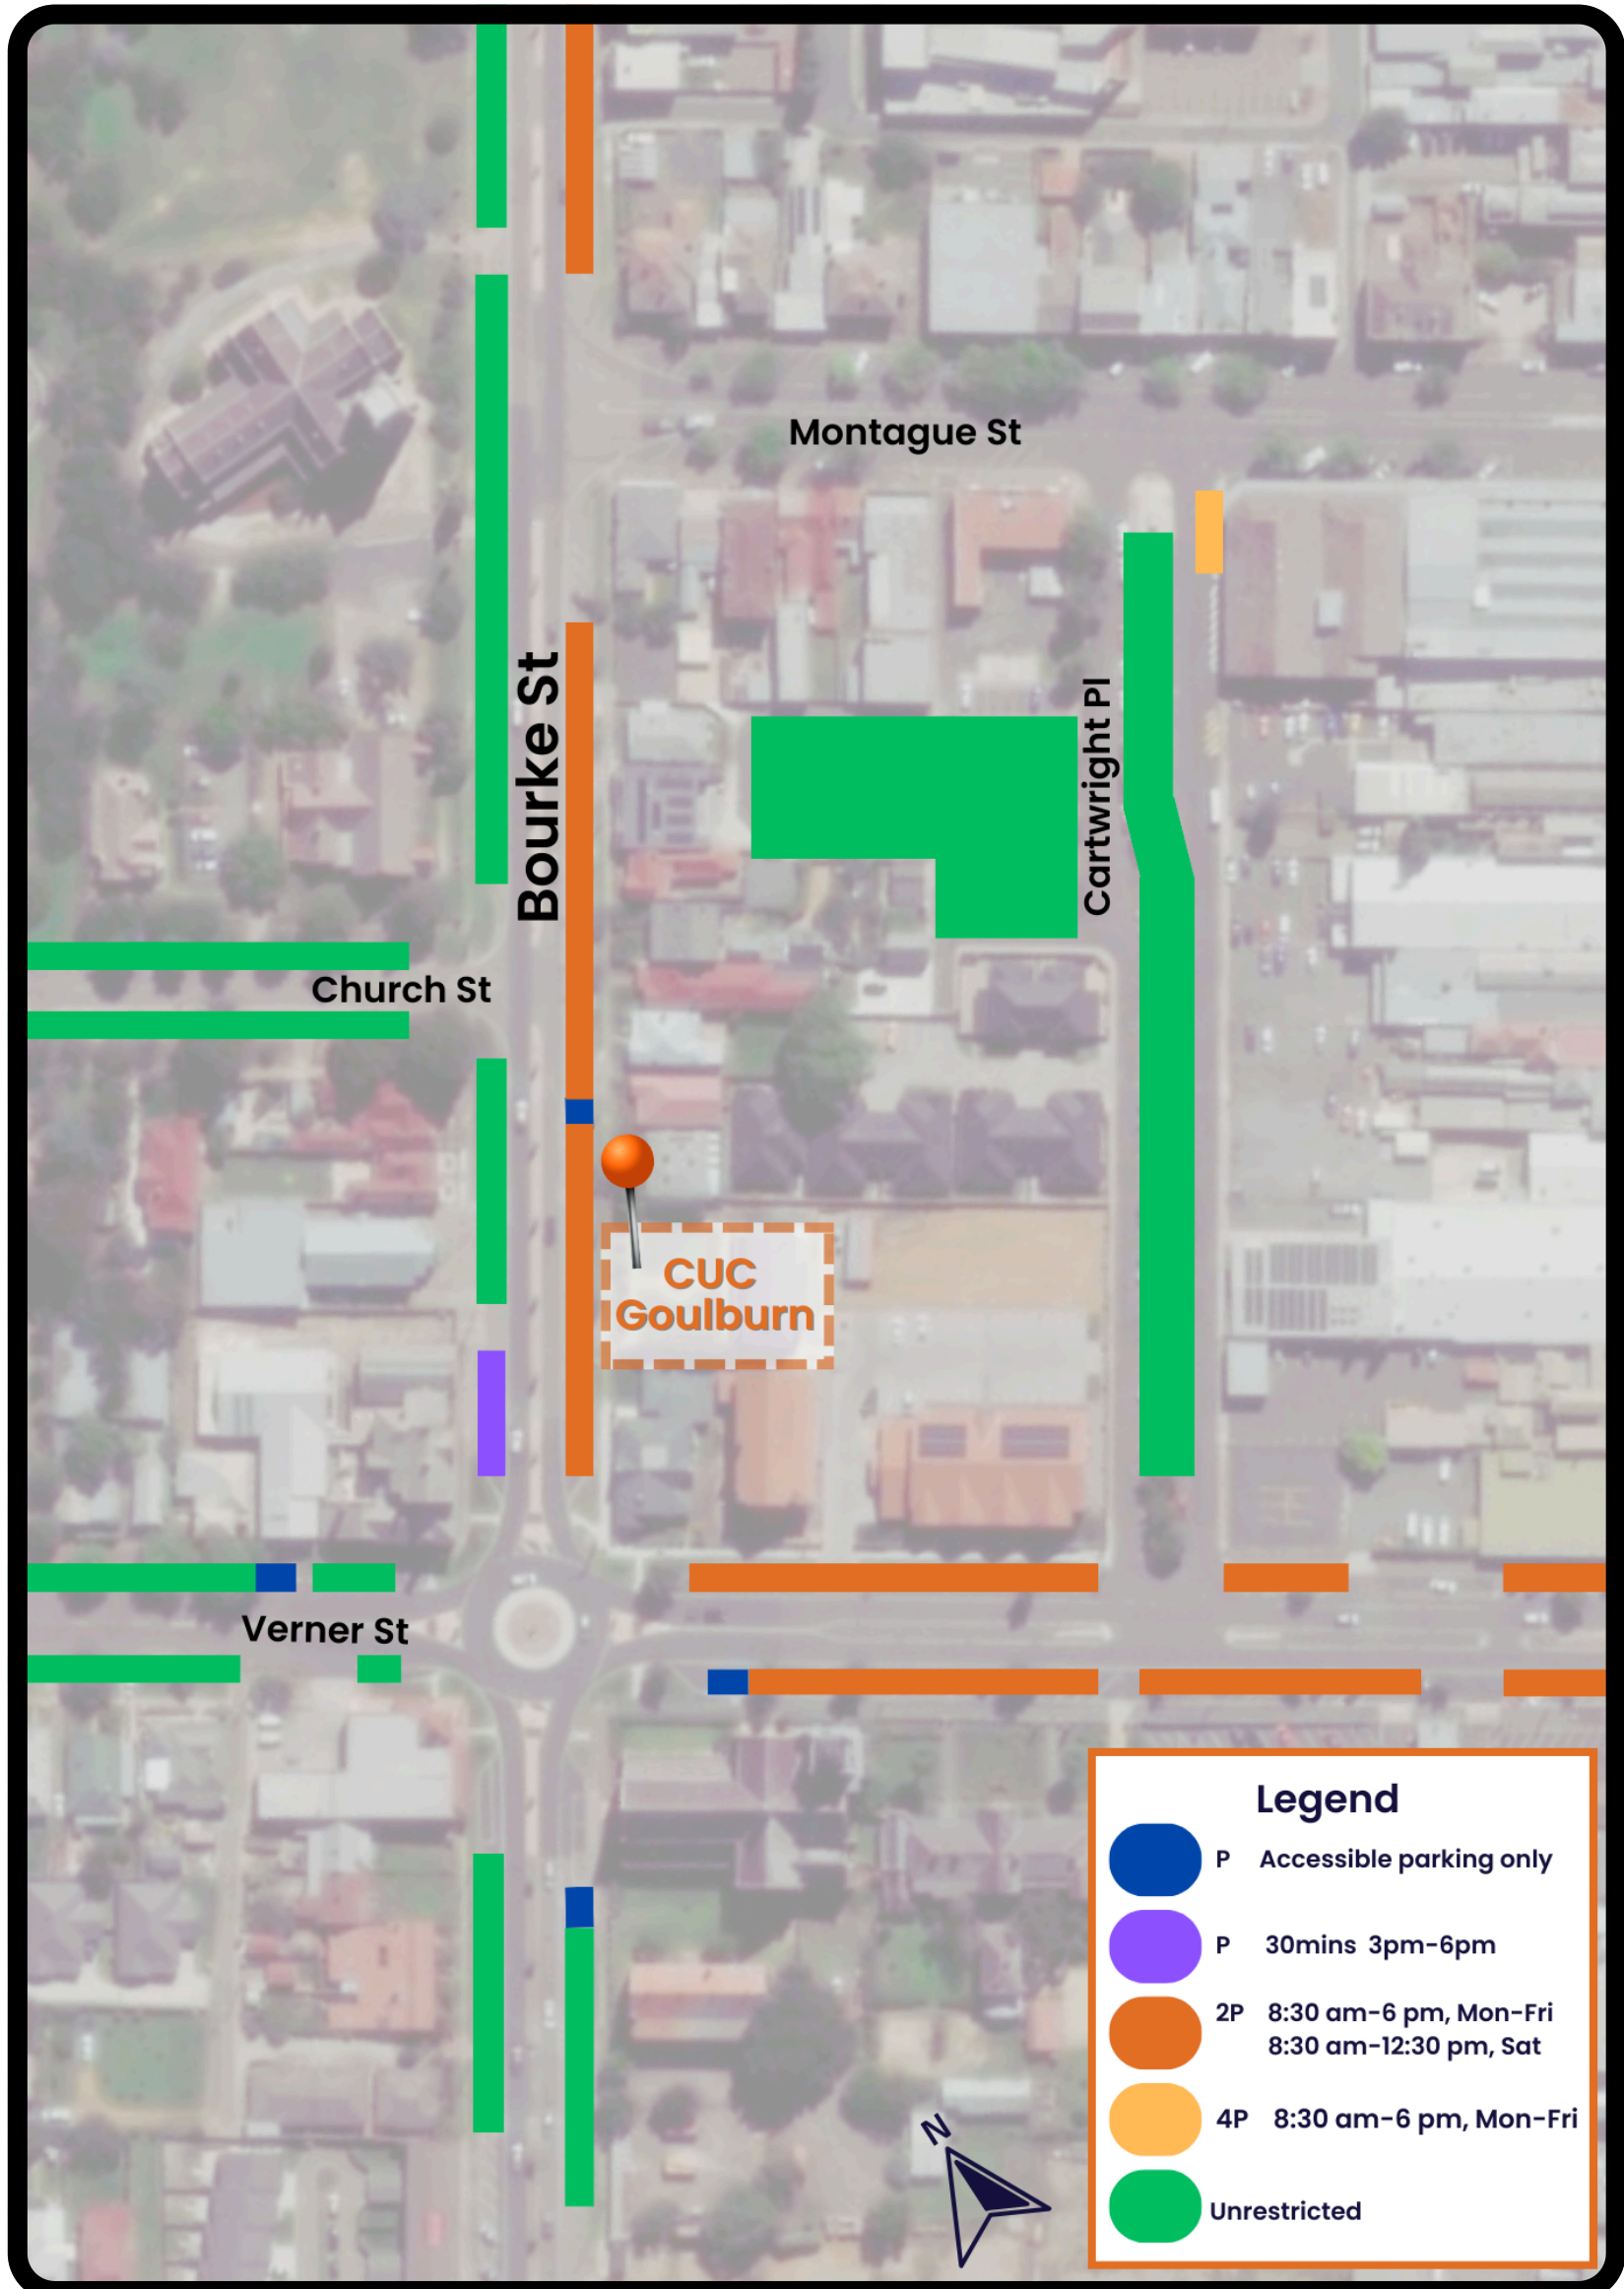 Montague St
Bourke St
Cartwright Pl
Church St
CUC
Goulburn
Verner St
Legend
P Accessible parking only
P 30mins 3pm-6pm
2P 8:30 am-6 pm, Mon-Fri
8:30 am-12:30 pm, Sat
4P 8:30 am-6 pm, Mon-Fri
Unrestricted
N